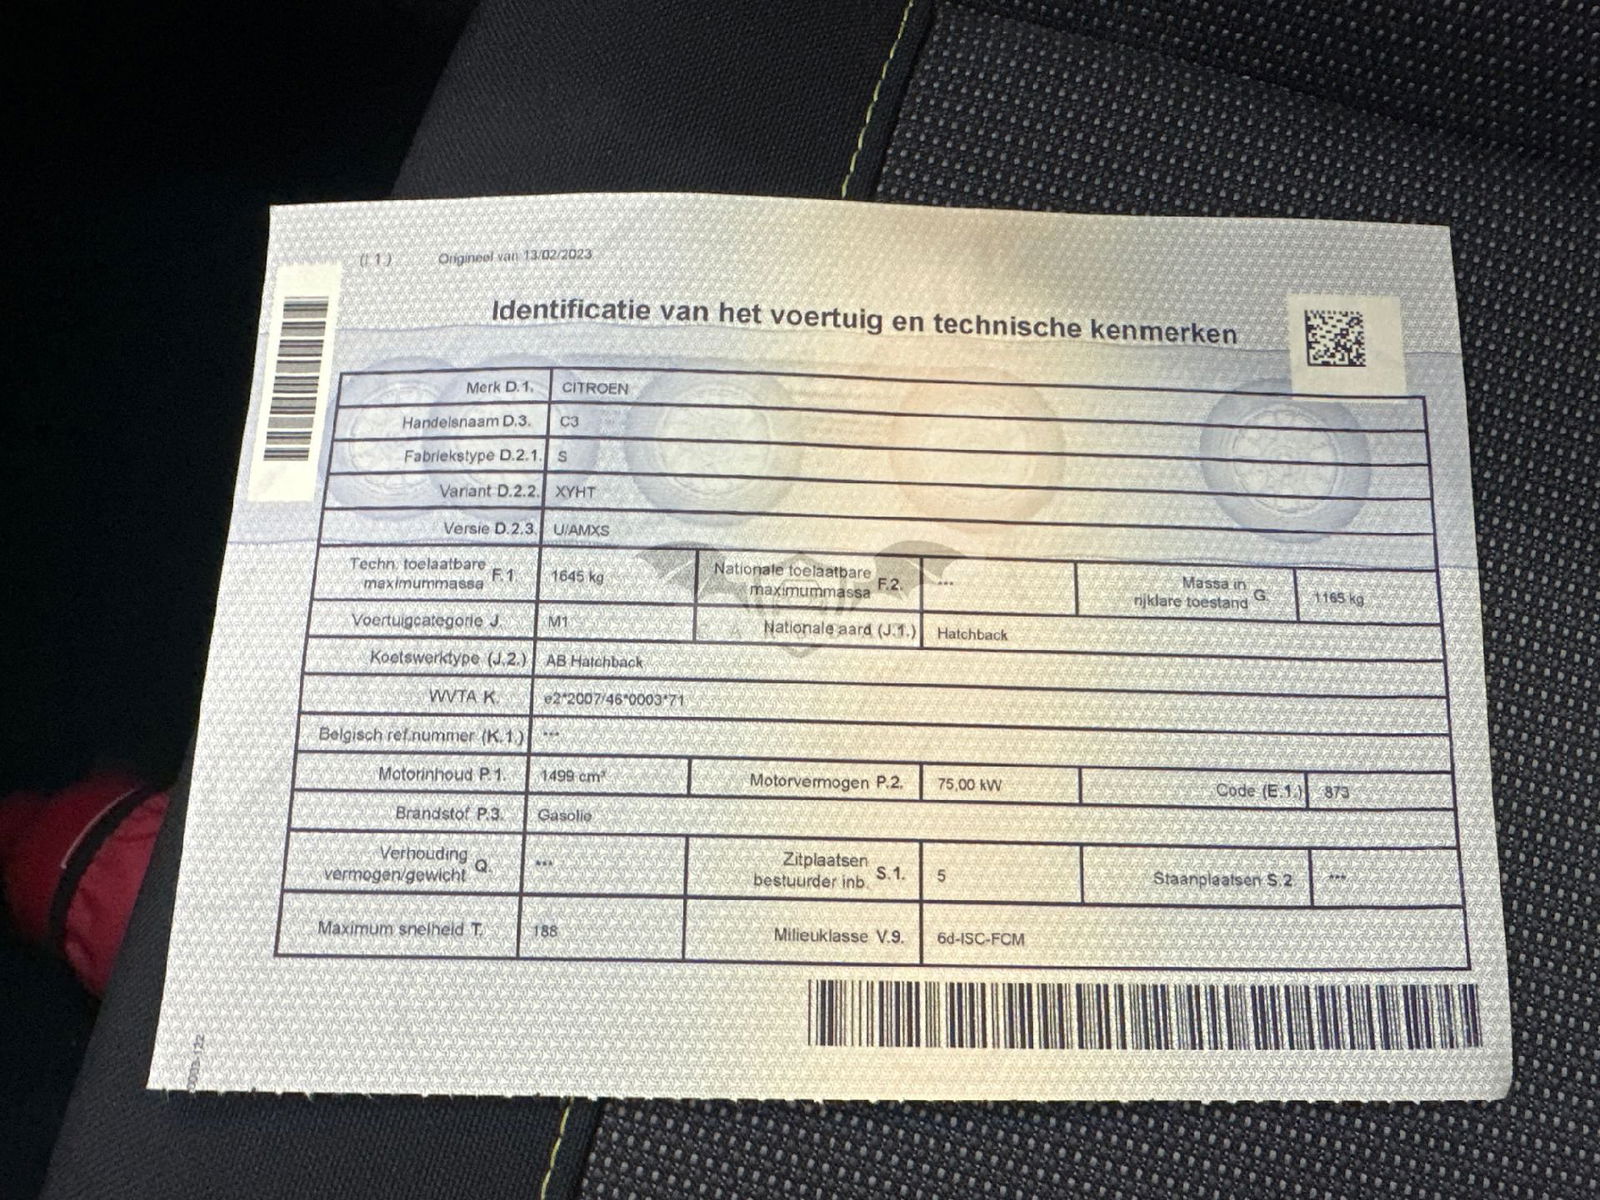 (I.1.) Origineel van 13/02/2023
Identificatie van het voertuig en technische kenmerken
Merk D.1. CITROEN
Handelsnaam D.3. C3
Fabriekstype D.2.1. S
Variant D.2.2. XYHT
Versie D.2.3. U/AMXS
Techn. toelaatbare maximummassa F.1. 1645 kg Nationale toelaatbare maximummassa F.2. *** Massa in rijklare toestand G. 1165 kg
Voertuigcategorie J. M1 Nationale aard (J.1.) Hatchback
Koetswerktype (J.2.) AB Hatchback
WVTA K. e2*2007/46*0003*71
Belgisch ref.nummer (K.1.) ***
Motorinhoud P.1. 1499 cm³ Motorvermogen P.2. 75,00 kW Code (E.1.) 873
Brandstof P.3. Gasolie
Verhouding vermogen/gewicht Q. *** Zitplaatsen bestuurder inb. S.1. 5 Staanplaatsen S.2 ***
Maximum snelheid T. 188 Milieuklasse V.9. 6d-ISC-FCM